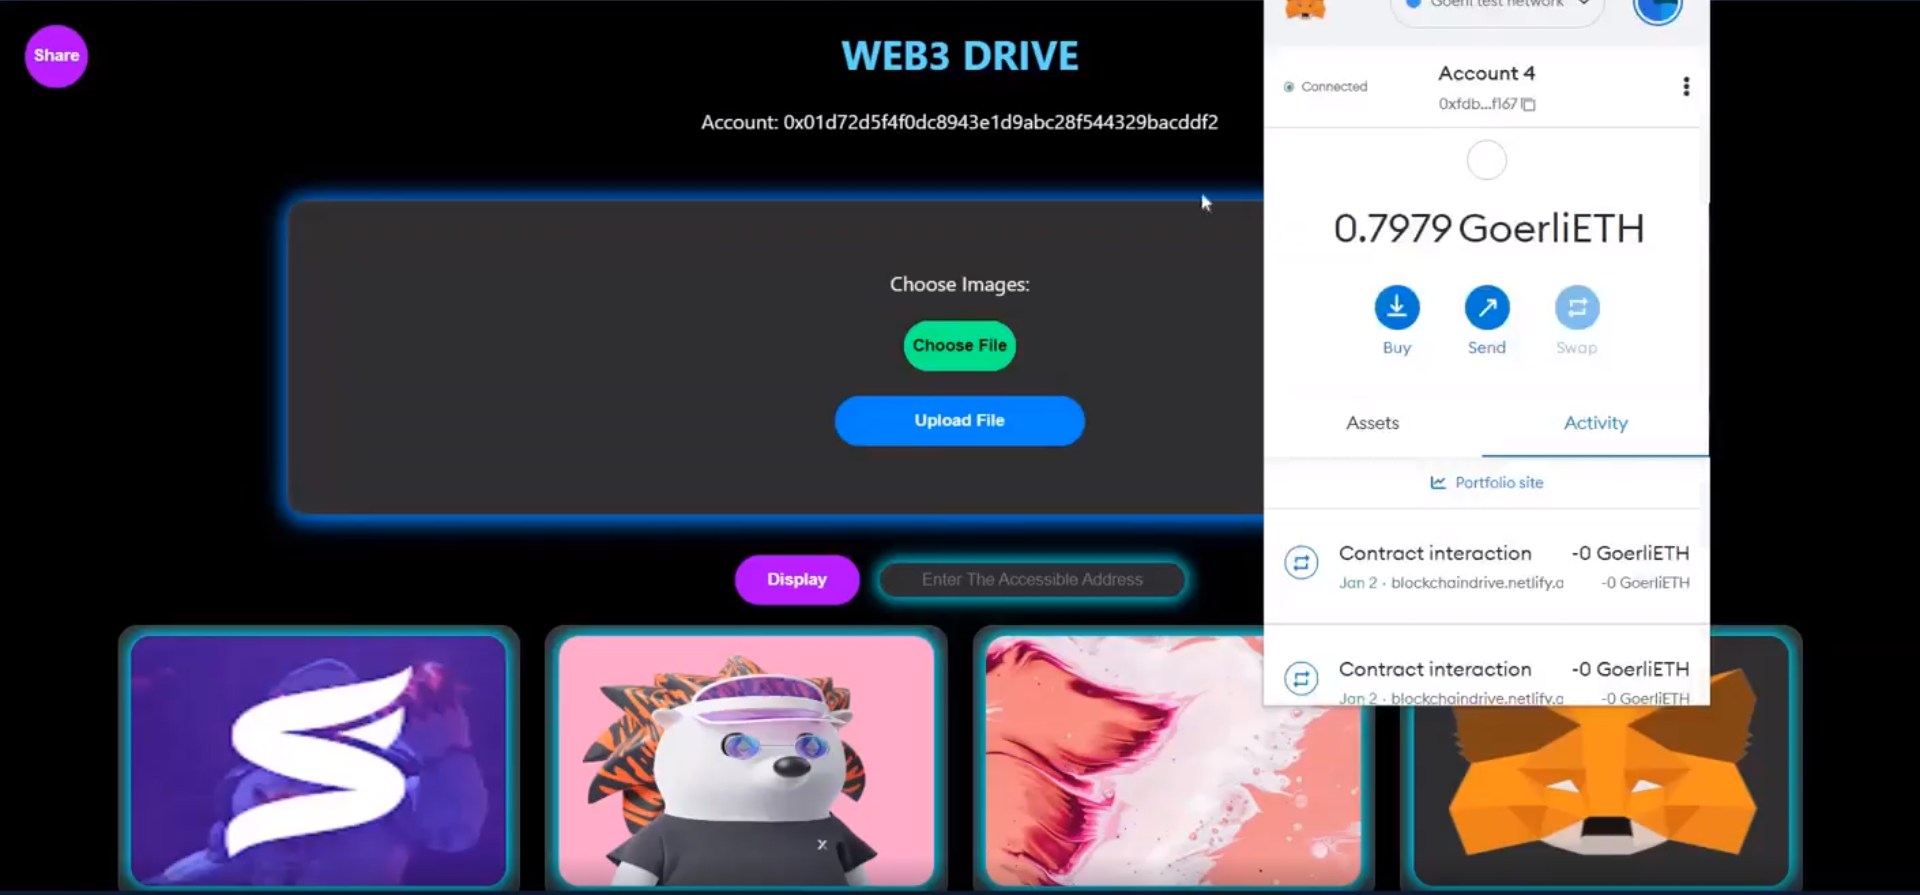 Share
WEB3 DRIVE
Account: 0x01d72d5f4f0dc8943e1d9abc28f544329bacddf2
Choose Images:
Choose File
Upload File
Display
Enter The Accessible Address
Goerli test network
Connected
Account 4
0xfdb...f167
0.7979 GoerliETH
Buy
Send
Swap
Assets
Activity
Portfolio site
Contract interaction
-0 GoerliETH
Jan 2 · blockchaindrive.netlify.a
-0 GoerliETH
Contract interaction
-0 GoerliETH
Jan 2 · blockchaindrive.netlify.a
-0 GoerliETH
X